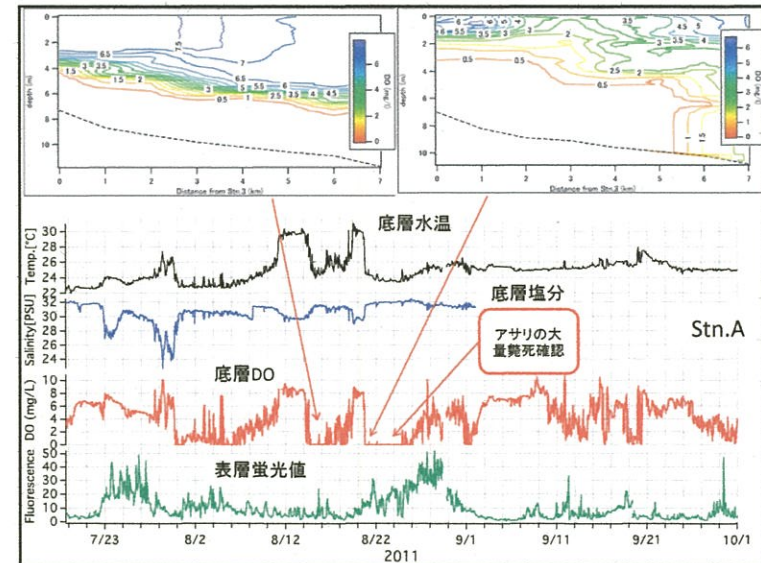 depth (m)
DO (mg/L)
Distance from Stn.3 (km)
depth (m)
DO (mg/L)
Distance from Stn.3 (km)
底層水温
Temp.[°C]
底層塩分
Salinity[PSU]
Stn.A
アサリの大
量斃死確認
底層DO
DO (mg/L)
表層蛍光値
Fluorescence
7/23 8/2 8/12 8/22 9/1 9/11 9/21 10/1
2011